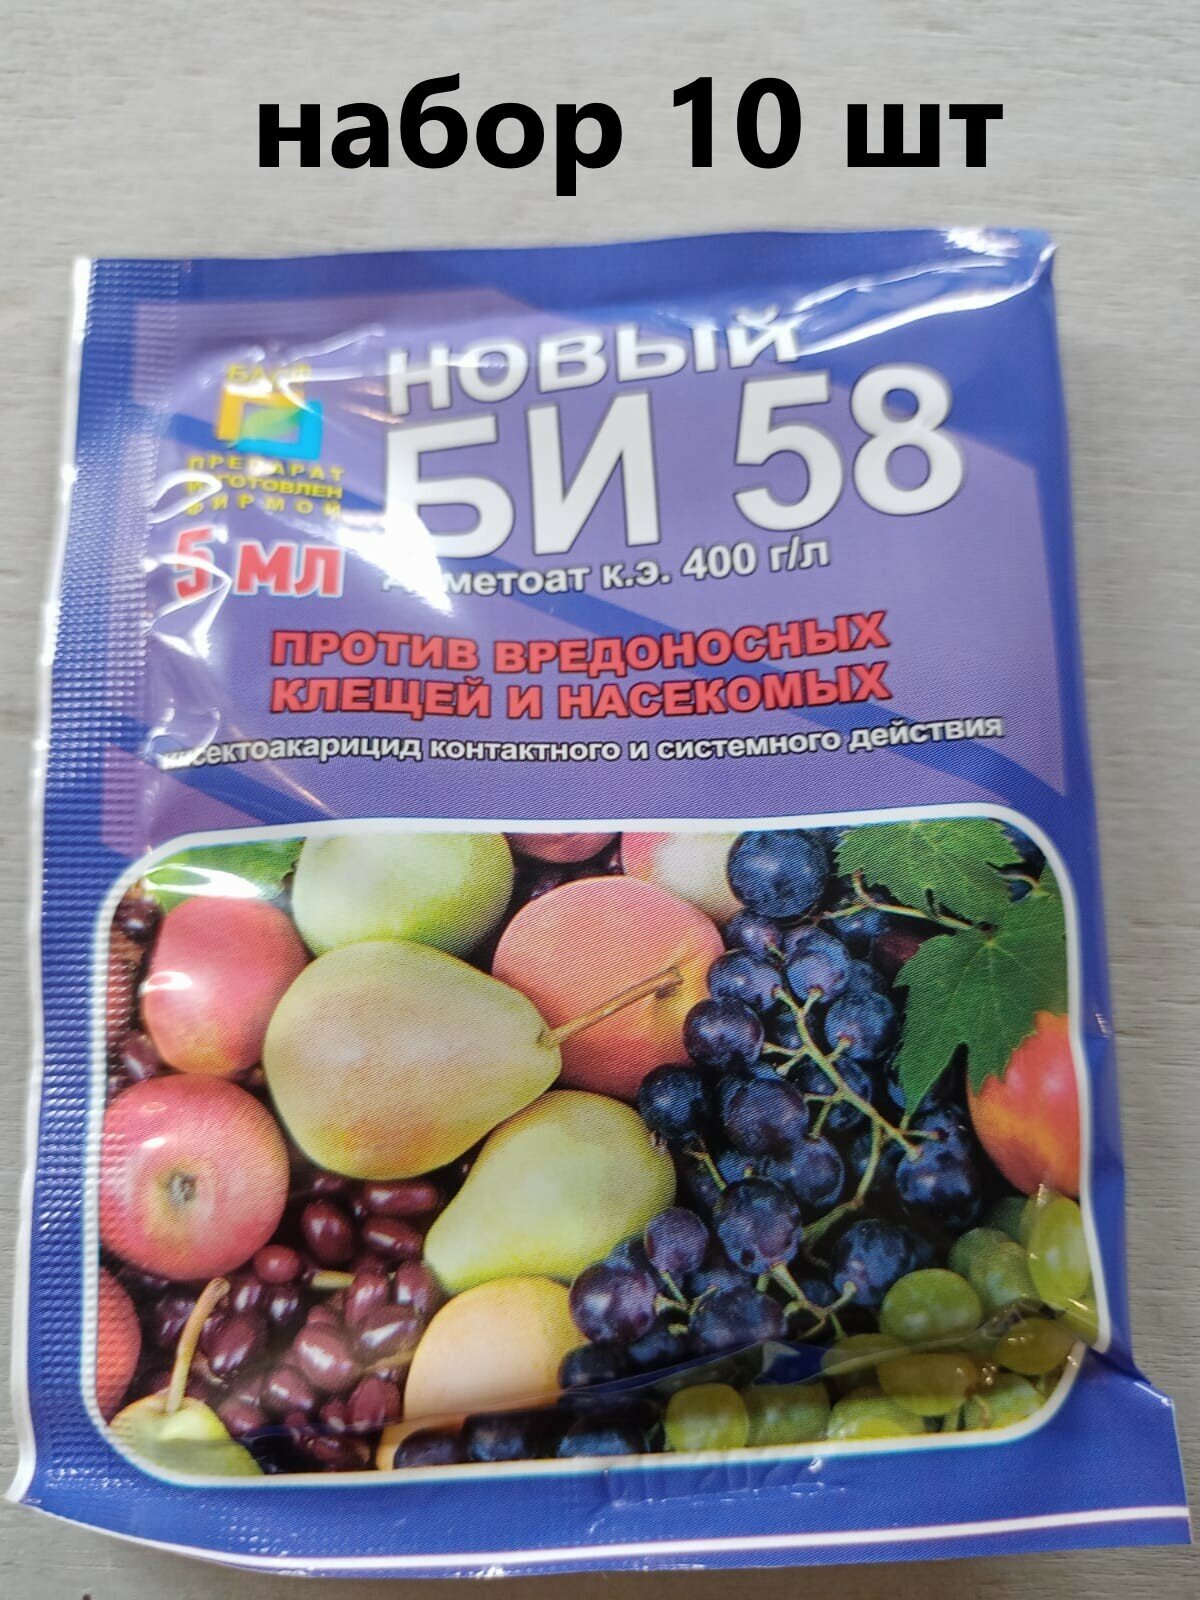 набор 10 шт
НОВЫЙ
БИ 58
ПРЕПАРАТ
ИЗГОТОВЛЕН
ФИРМОЙ
5 мл
к.э. 400 г/л
ПРОТИВ ВРЕДОНОСНЫХ
КЛЕЩЕЙ И НАСЕКОМЫХ
инсектоакарицид контактного и системного действия